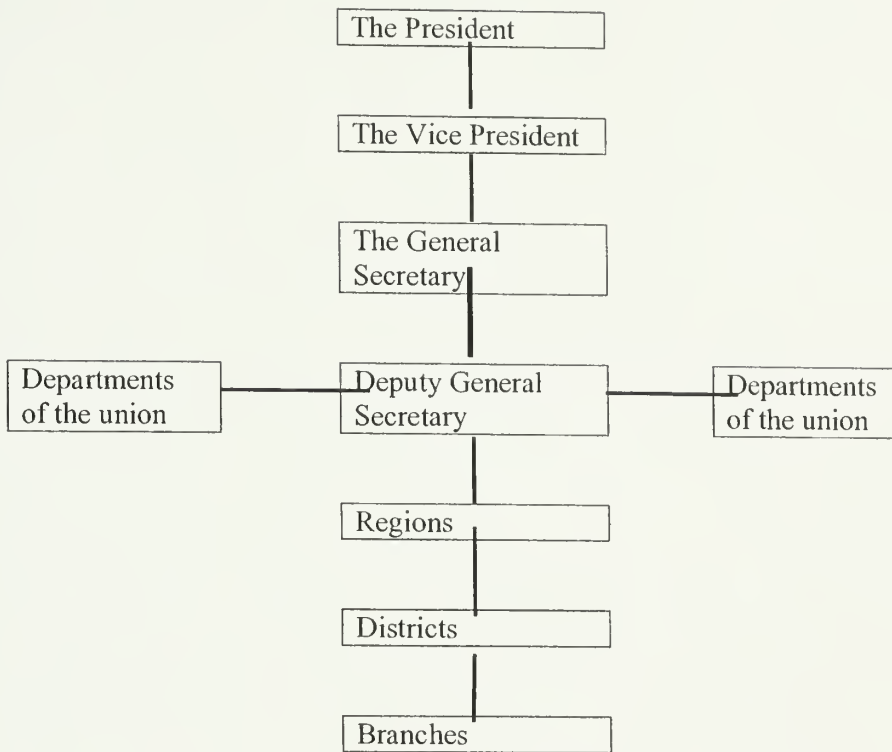 The President
The Vice President
The General
Secretary
Departments
of the union
Deputy General
Secretary
Departments
of the union
Regions
Districts
Branches